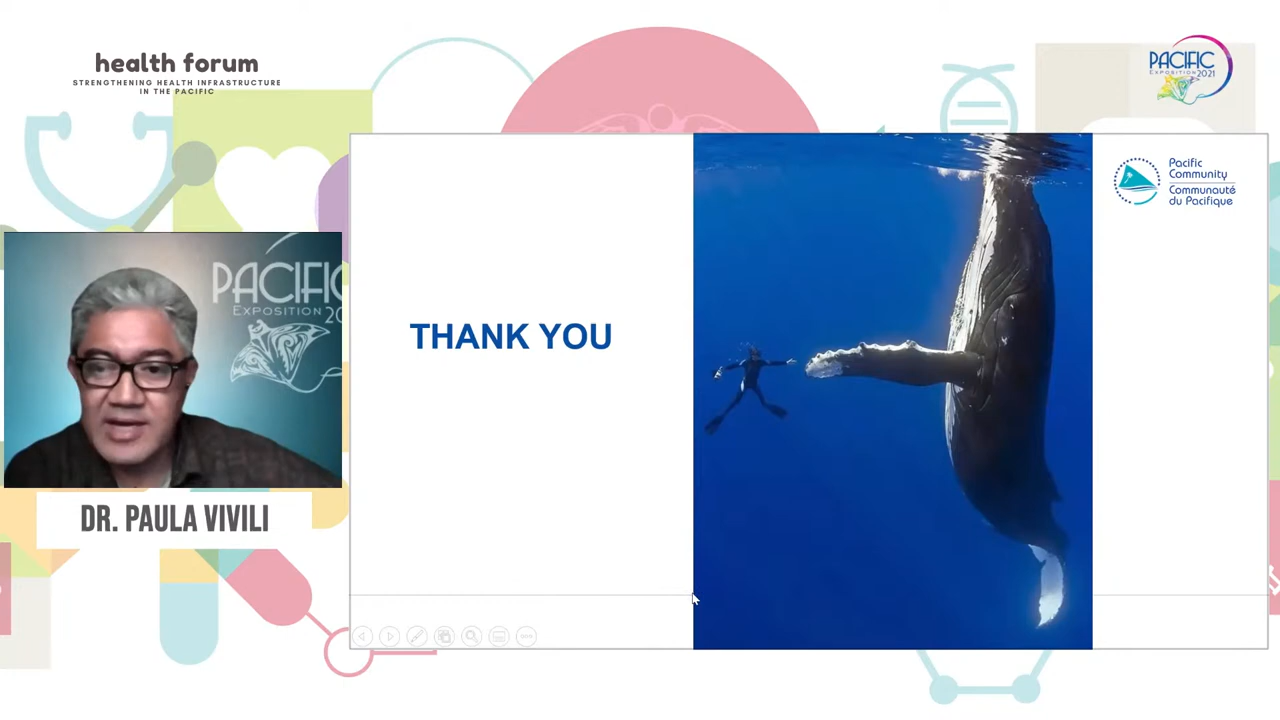 health forum
STRENGTHENING HEALTH INFRASTRUCTURE
IN THE PACIFIC
PACIFIC
EXPOSITION 2021
Pacific
Community
Communauté
du Pacifique
PACIFIC
EXPOSITION 20
THANK YOU
DR. PAULA VIVILI